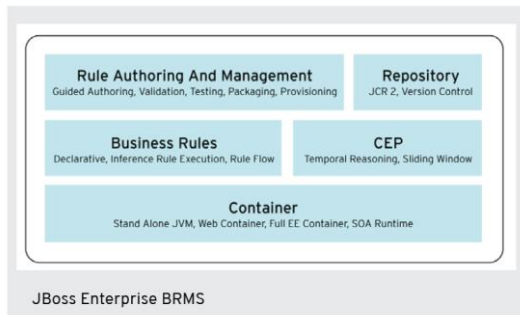 Rule Authoring And Management
Guided Authoring, Validation, Testing, Packaging, Provisioning
Repository
JCR 2, Version Control
Business Rules
Declarative, Inference Rule Execution, Rule Flow
CEP
Temporal Reasoning, Sliding Window
Container
Stand Alone JVM, Web Container, Full EE Container, SOA Runtime
JBoss Enterprise BRMS